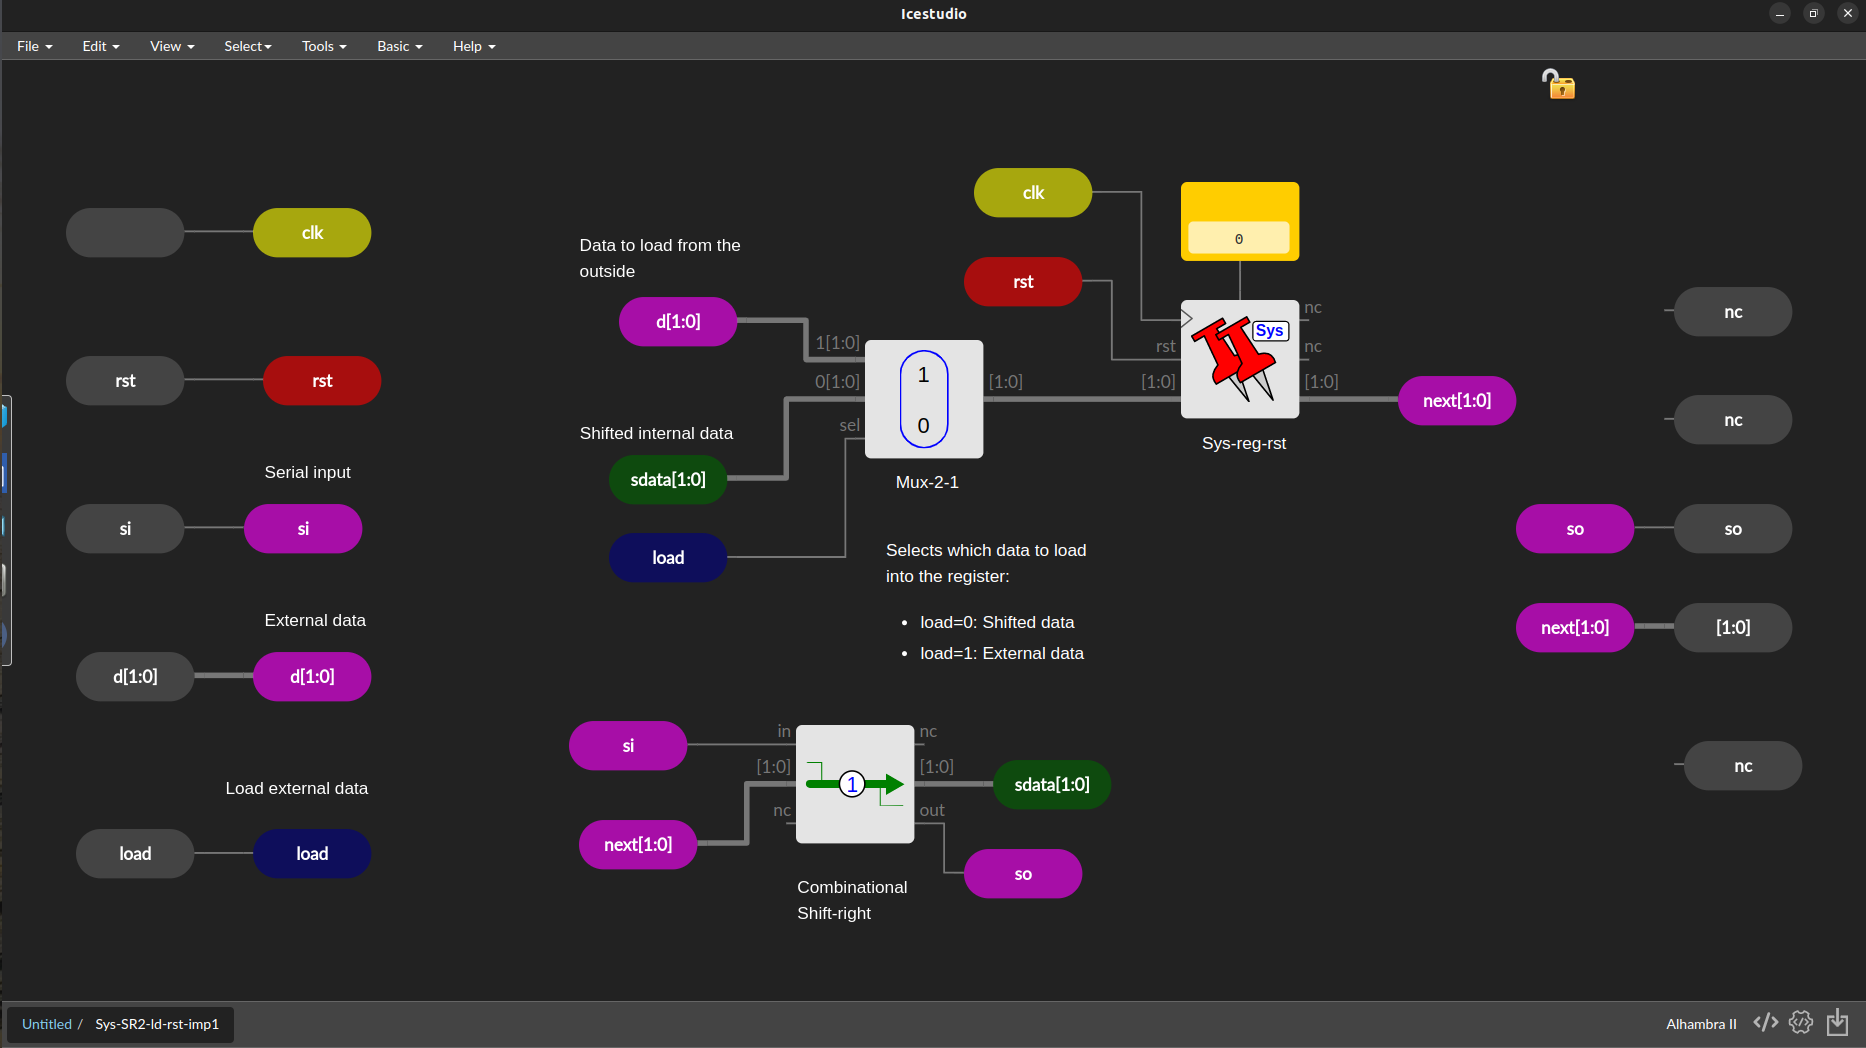 Icestudio
File
Edit
View
Select
Tools
Basic
Help
clk
rst
rst
Serial input
si
si
External data
d[1:0]
d[1:0]
Load external data
load
load
Data to load from the
outside
d[1:0]
1[1:0]
0[1:0]
sel
1
0
[1:0]
Mux-2-1
Shifted internal data
sdata[1:0]
load
clk
rst
0
rst
[1:0]
Sys
nc
nc
[1:0]
Sys-reg-rst
next[1:0]
Selects which data to load
into the register:
• load=0: Shifted data
• load=1: External data
si
next[1:0]
in
[1:0]
nc
1
nc
[1:0]
out
sdata[1:0]
so
Combinational
Shift-right
nc
nc
so
so
next[1:0]
[1:0]
nc
Untitled / Sys-SR2-ld-rst-imp1
Alhambra II